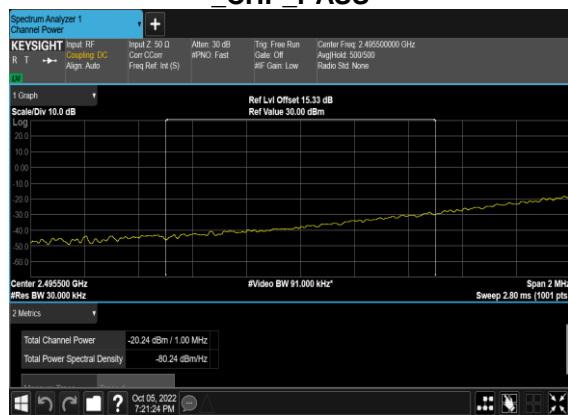 _CHP_PASS
Spectrum Analyzer 1
Channel Power
KEYSIGHT Input: RF Input Z: 50 Ω Atten: 30 dB Trig: Free Run Center Freq: 2.495500000 GHz
R T Coupling: DC Corr CCorr #PNO: Fast Gate: Off Avg|Hold: 500/500
Align: Auto Freq Ref: Int (S) #IF Gain: Low Radio Std: None
1 Graph
Ref Lvl Offset 15.33 dB
Scale/Div 10.0 dB Ref Value 30.00 dBm
Log
20.0
10.0
0.00
-10.0
-20.0
-30.0
-40.0
-50.0
-60.0
Center 2.495500 GHz #Video BW 91.000 kHz* Span 2 MHz
#Res BW 30.000 kHz Sweep 2.80 ms (1001 pts
2 Metrics
Total Channel Power -20.24 dBm / 1.00 MHz
Total Power Spectral Density -80.24 dBm/Hz
? Oct 05, 2022
7:21:24 PM